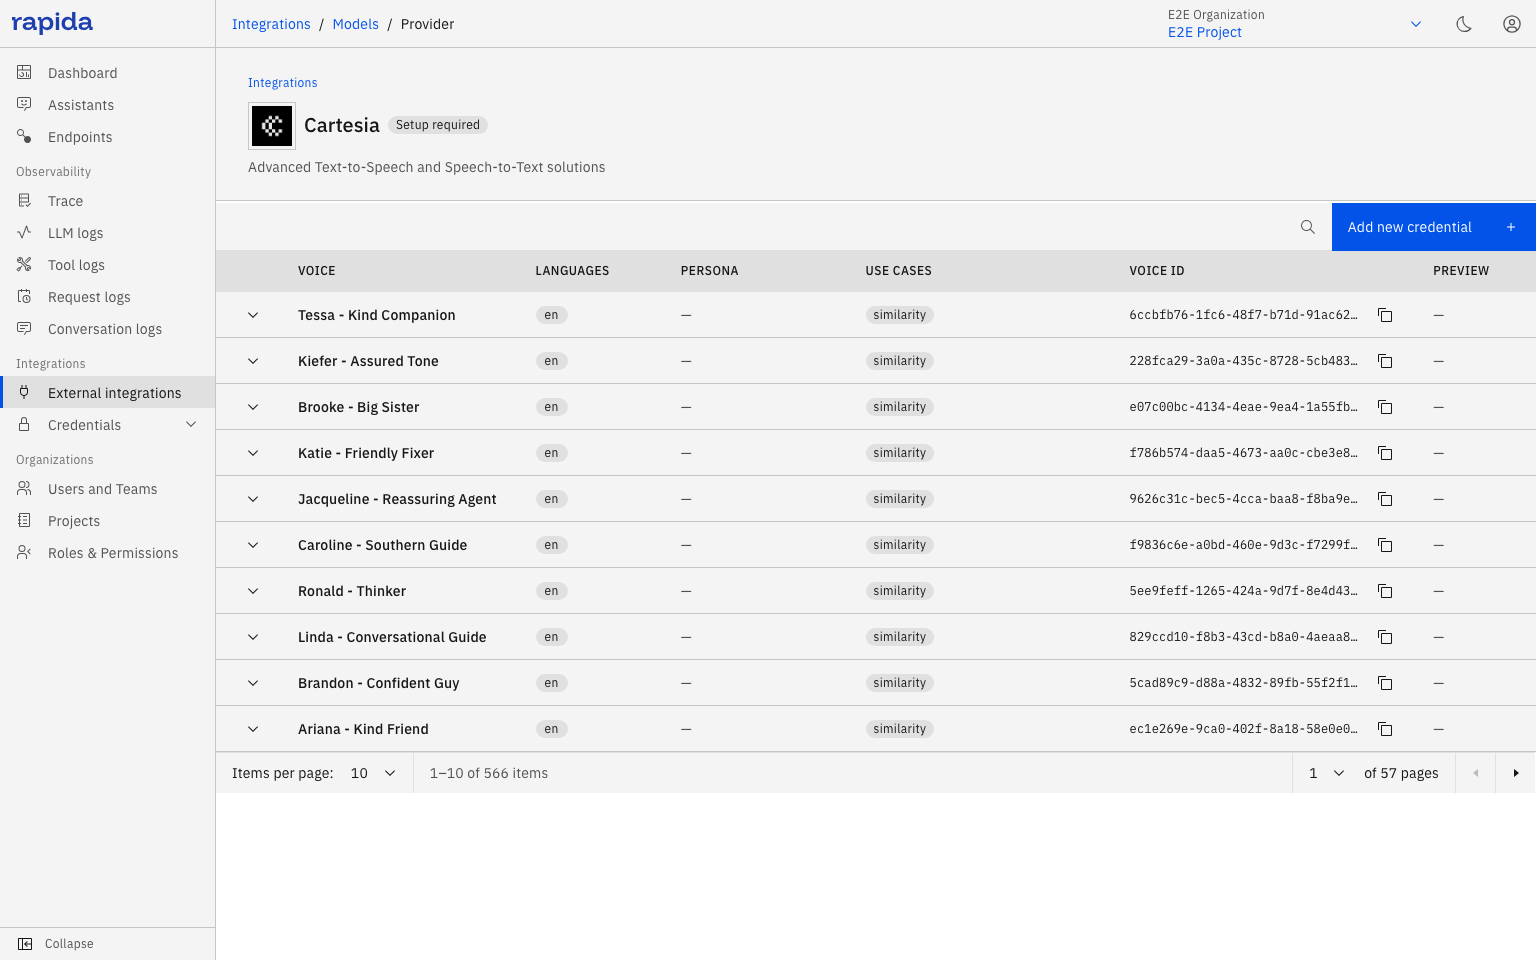 rapida
Integrations / Models / Provider
E2E Organization
E2E Project
Dashboard
Assistants
Endpoints
Observability
Trace
LLM logs
Tool logs
Request logs
Conversation logs
Integrations
External integrations
Credentials
Organizations
Users and Teams
Projects
Roles & Permissions
Collapse
Integrations
Cartesia Setup required
Advanced Text-to-Speech and Speech-to-Text solutions
Add new credential +
VOICE LANGUAGES PERSONA USE CASES VOICE ID PREVIEW
Tessa - Kind Companion en — similarity 6ccbfb76-1fc6-48f7-b71d-91ac62… —
Kiefer - Assured Tone en — similarity 228fca29-3a0a-435c-8728-5cb483… —
Brooke - Big Sister en — similarity e07c00bc-4134-4eae-9ea4-1a55fb… —
Katie - Friendly Fixer en — similarity f786b574-daa5-4673-aa0c-cbe3e8… —
Jacqueline - Reassuring Agent en — similarity 9626c31c-bec5-4cca-baa8-f8ba9e… —
Caroline - Southern Guide en — similarity f9836c6e-a0bd-460e-9d3c-f7299f… —
Ronald - Thinker en — similarity 5ee9feff-1265-424a-9d7f-8e4d43… —
Linda - Conversational Guide en — similarity 829ccd10-f8b3-43cd-b8a0-4aeaa8… —
Brandon - Confident Guy en — similarity 5cad89c9-d88a-4832-89fb-55f2f1… —
Ariana - Kind Friend en — similarity ec1e269e-9ca0-402f-8a18-58e0e0… —
Items per page: 10 1–10 of 566 items 1 of 57 pages